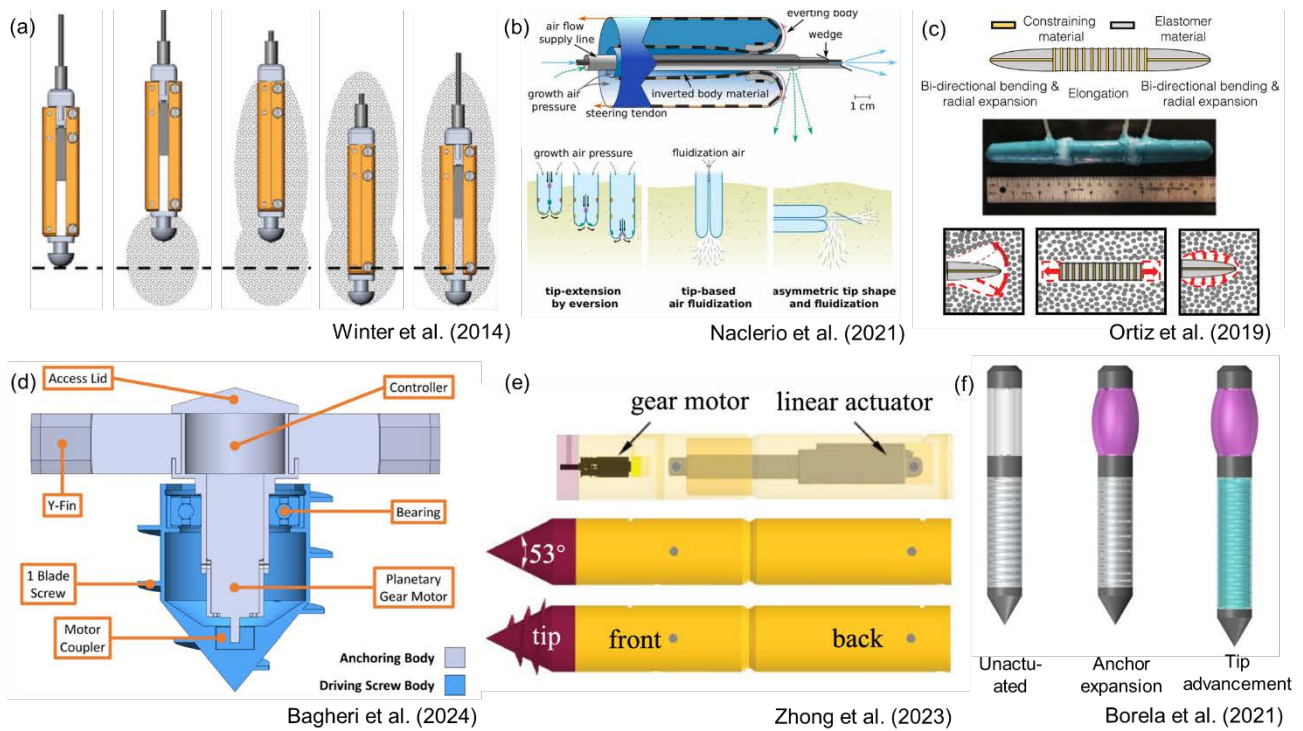 (a)
Winter et al. (2014)
(b)
air flow
supply line
everting body
wedge
growth air
pressure
inverted body material
steering tendon
1 cm
growth air pressure
fluidization air
tip-extension
by eversion
tip-based
air fluidization
asymmetric tip shape
and fluidization
Naclerio et al. (2021)
(c)
Constraining
material
Elastomer
material
Bi-directional bending &
radial expansion
Elongation
Bi-directional bending &
radial expansion
Ortiz et al. (2019)
(d)
Access Lid
Controller
Y-Fin
Bearing
1 Blade
Screw
Planetary
Gear Motor
Motor
Coupler
Anchoring Body
Driving Screw Body
Bagheri et al. (2024)
(e)
gear motor
linear actuator
53°
tip
front
back
Zhong et al. (2023)
(f)
Unactu-
ated
Anchor
expansion
Tip
advancement
Borela et al. (2021)